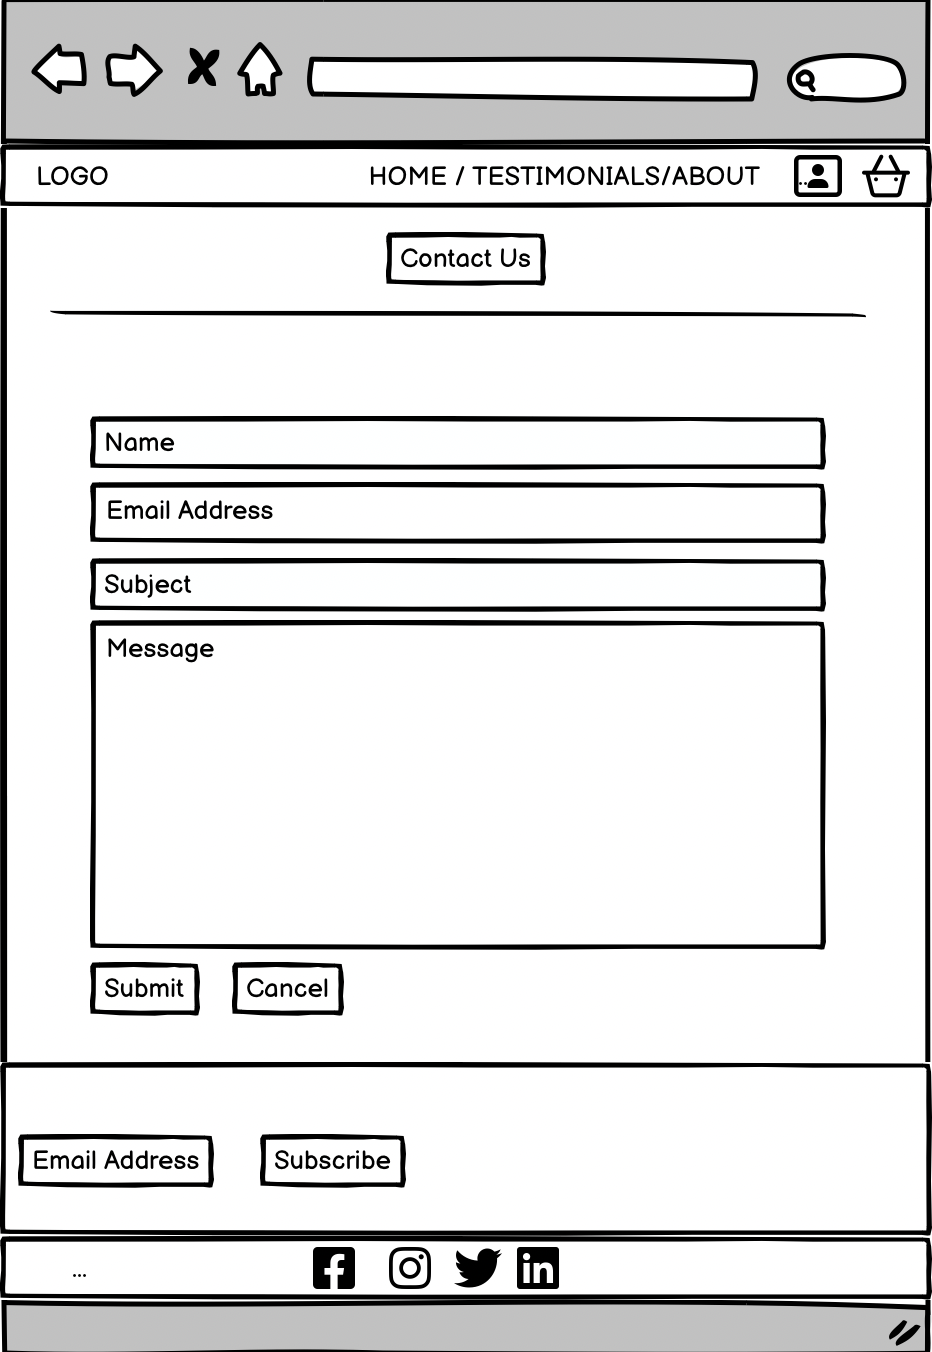 LOGO
HOME / TESTIMONIALS/ABOUT
Contact Us
Name
Email Address
Subject
Message
Submit
Cancel
Email Address
Subscribe
...